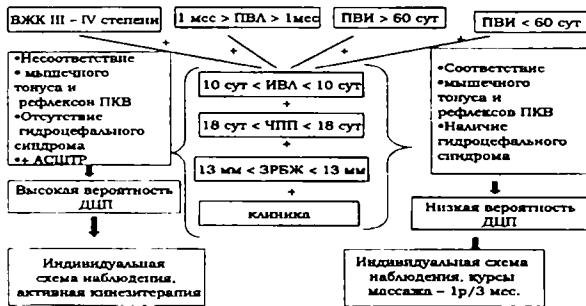 ВЖК III – IV степени
1 мес > ПВЛ > 1мес
ПВИ > 60 сут
ПВИ < 60 сут
+
+
+
+
•Несоответствие
• мышечного
тонуса и
рефлексов ПКВ
•Отсутствие
гидроцефального
синдрома
•+ АСШТР
10 сут < ИВЛ < 10 сут
+
18 сут < ЧПП < 18 сут
+
13 мм < ЗРБЖ < 13 мм
+
клиника
•Соответствие
•мышечного
тонуса и
рефлексов ПКВ
•Наличие
гидроцефального
синдрома
Высокая вероятность
ДЦП
Низкая вероятность
ДЦП
Индивидуальная
схема наблюдения,
активная кинезитерапия
Индивидуальная схема
наблюдения, курсы
массажа – 1р/3 мес.